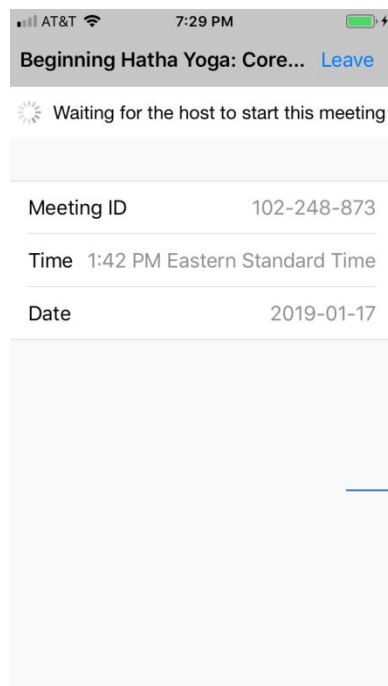 AT&T 7:29 PM
Beginning Hatha Yoga: Core... Leave
Waiting for the host to start this meeting
Meeting ID 102-248-873
Time 1:42 PM Eastern Standard Time
Date 2019-01-17